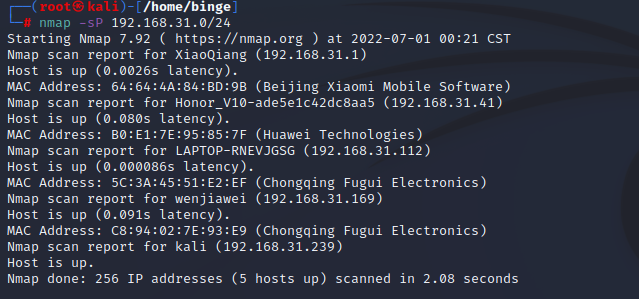 ┌──(root㉿kali)-[/home/binge]
└─# nmap -sP 192.168.31.0/24
Starting Nmap 7.92 ( https://nmap.org ) at 2022-07-01 00:21 CST
Nmap scan report for XiaoQiang (192.168.31.1)
Host is up (0.0026s latency).
MAC Address: 64:64:4A:84:BD:9B (Beijing Xiaomi Mobile Software)
Nmap scan report for Honor_V10-ade5e1c42dc8aa5 (192.168.31.41)
Host is up (0.080s latency).
MAC Address: B0:E1:7E:95:85:7F (Huawei Technologies)
Nmap scan report for LAPTOP-RNEVJGSG (192.168.31.112)
Host is up (0.000086s latency).
MAC Address: 5C:3A:45:51:E2:EF (Chongqing Fugui Electronics)
Nmap scan report for wenjiawei (192.168.31.169)
Host is up (0.091s latency).
MAC Address: C8:94:02:7E:93:E9 (Chongqing Fugui Electronics)
Nmap scan report for kali (192.168.31.239)
Host is up.
Nmap done: 256 IP addresses (5 hosts up) scanned in 2.08 seconds